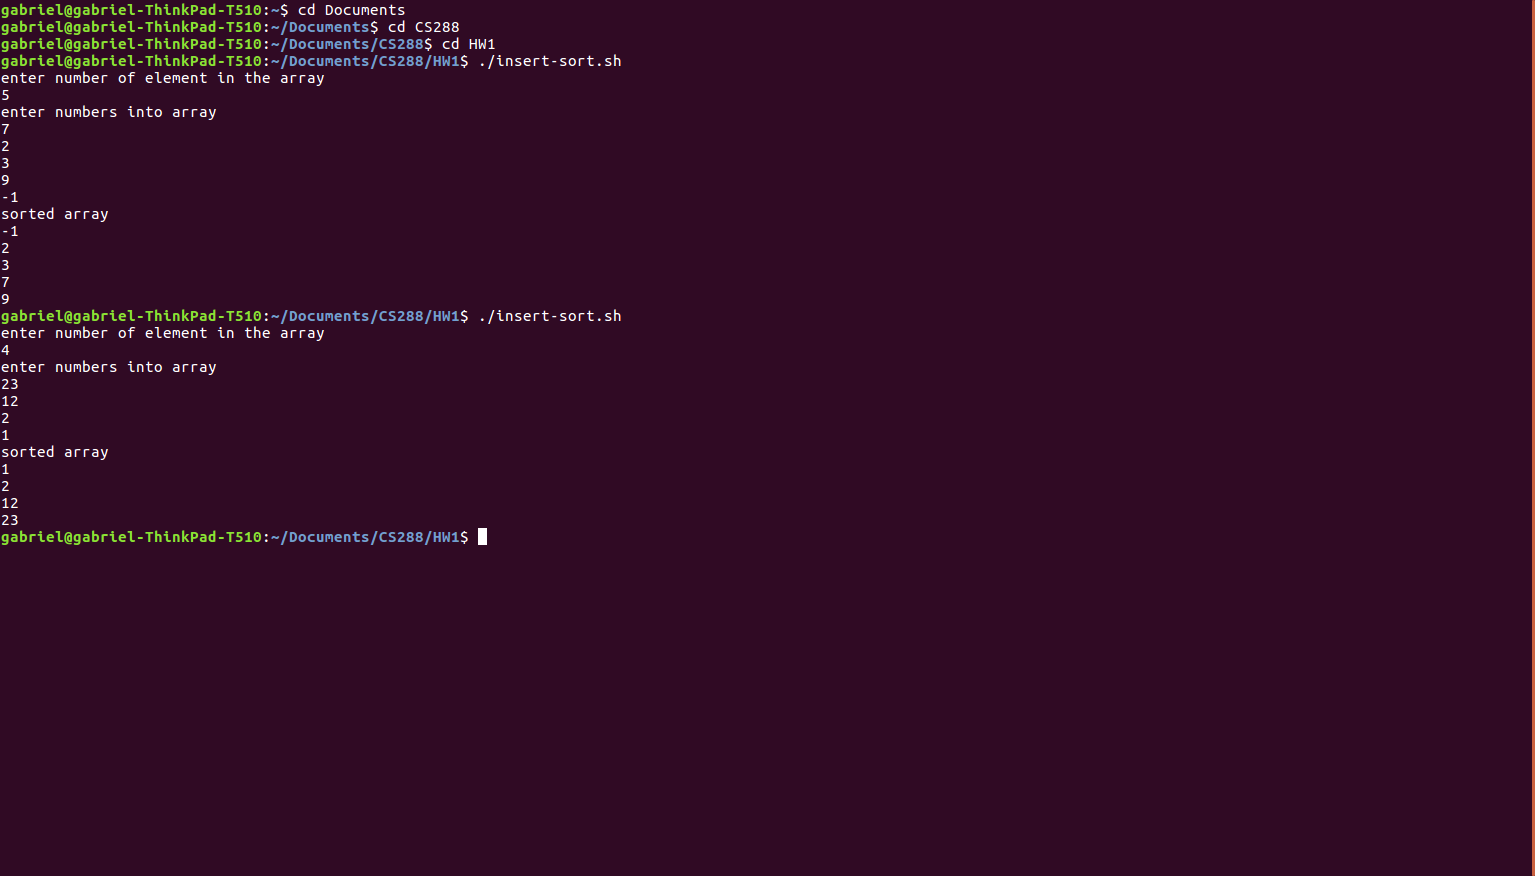 gabriel@gabriel-ThinkPad-T510:~$ cd Documents
gabriel@gabriel-ThinkPad-T510:~/Documents$ cd CS288
gabriel@gabriel-ThinkPad-T510:~/Documents/CS288$ cd HW1
gabriel@gabriel-ThinkPad-T510:~/Documents/CS288/HW1$ ./insert-sort.sh
enter number of element in the array
5
enter numbers into array
7
2
3
9
-1
sorted array
-1
2
3
7
9
gabriel@gabriel-ThinkPad-T510:~/Documents/CS288/HW1$ ./insert-sort.sh
enter number of element in the array
4
enter numbers into array
23
12
2
1
sorted array
1
2
12
23
gabriel@gabriel-ThinkPad-T510:~/Documents/CS288/HW1$